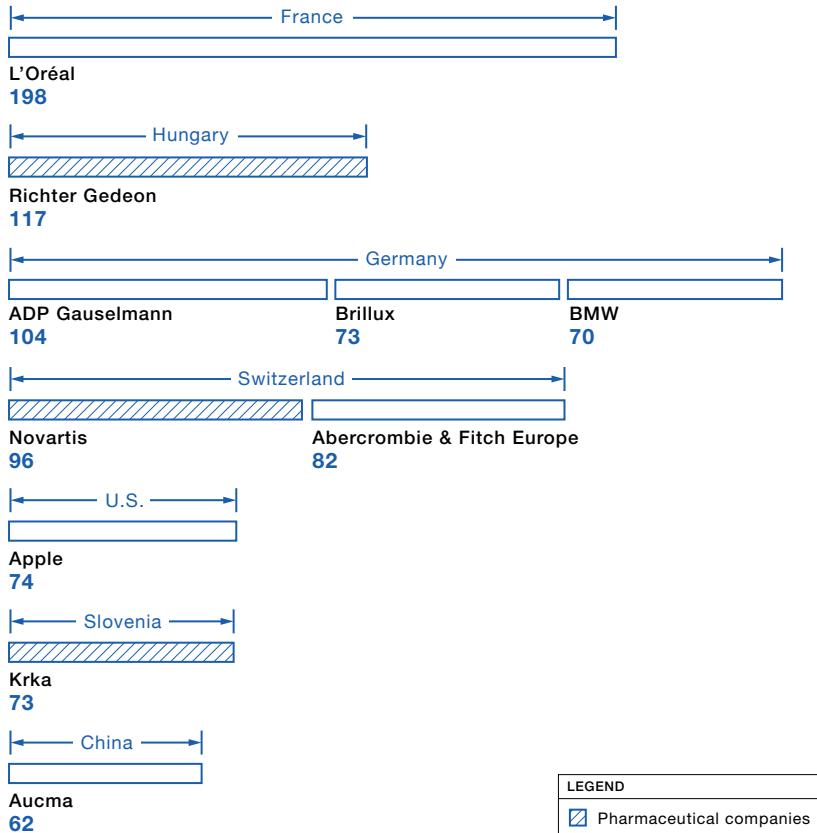 France
L'Oréal
198
Hungary
Richter Gedeon
117
Germany
ADP Gauselmann
104
Brillux
73
BMW
70
Switzerland
Novartis
96
Abercrombie & Fitch Europe
82
U.S.
Apple
74
Slovenia
Krka
73
China
Aucma
62
LEGEND
Pharmaceutical companies